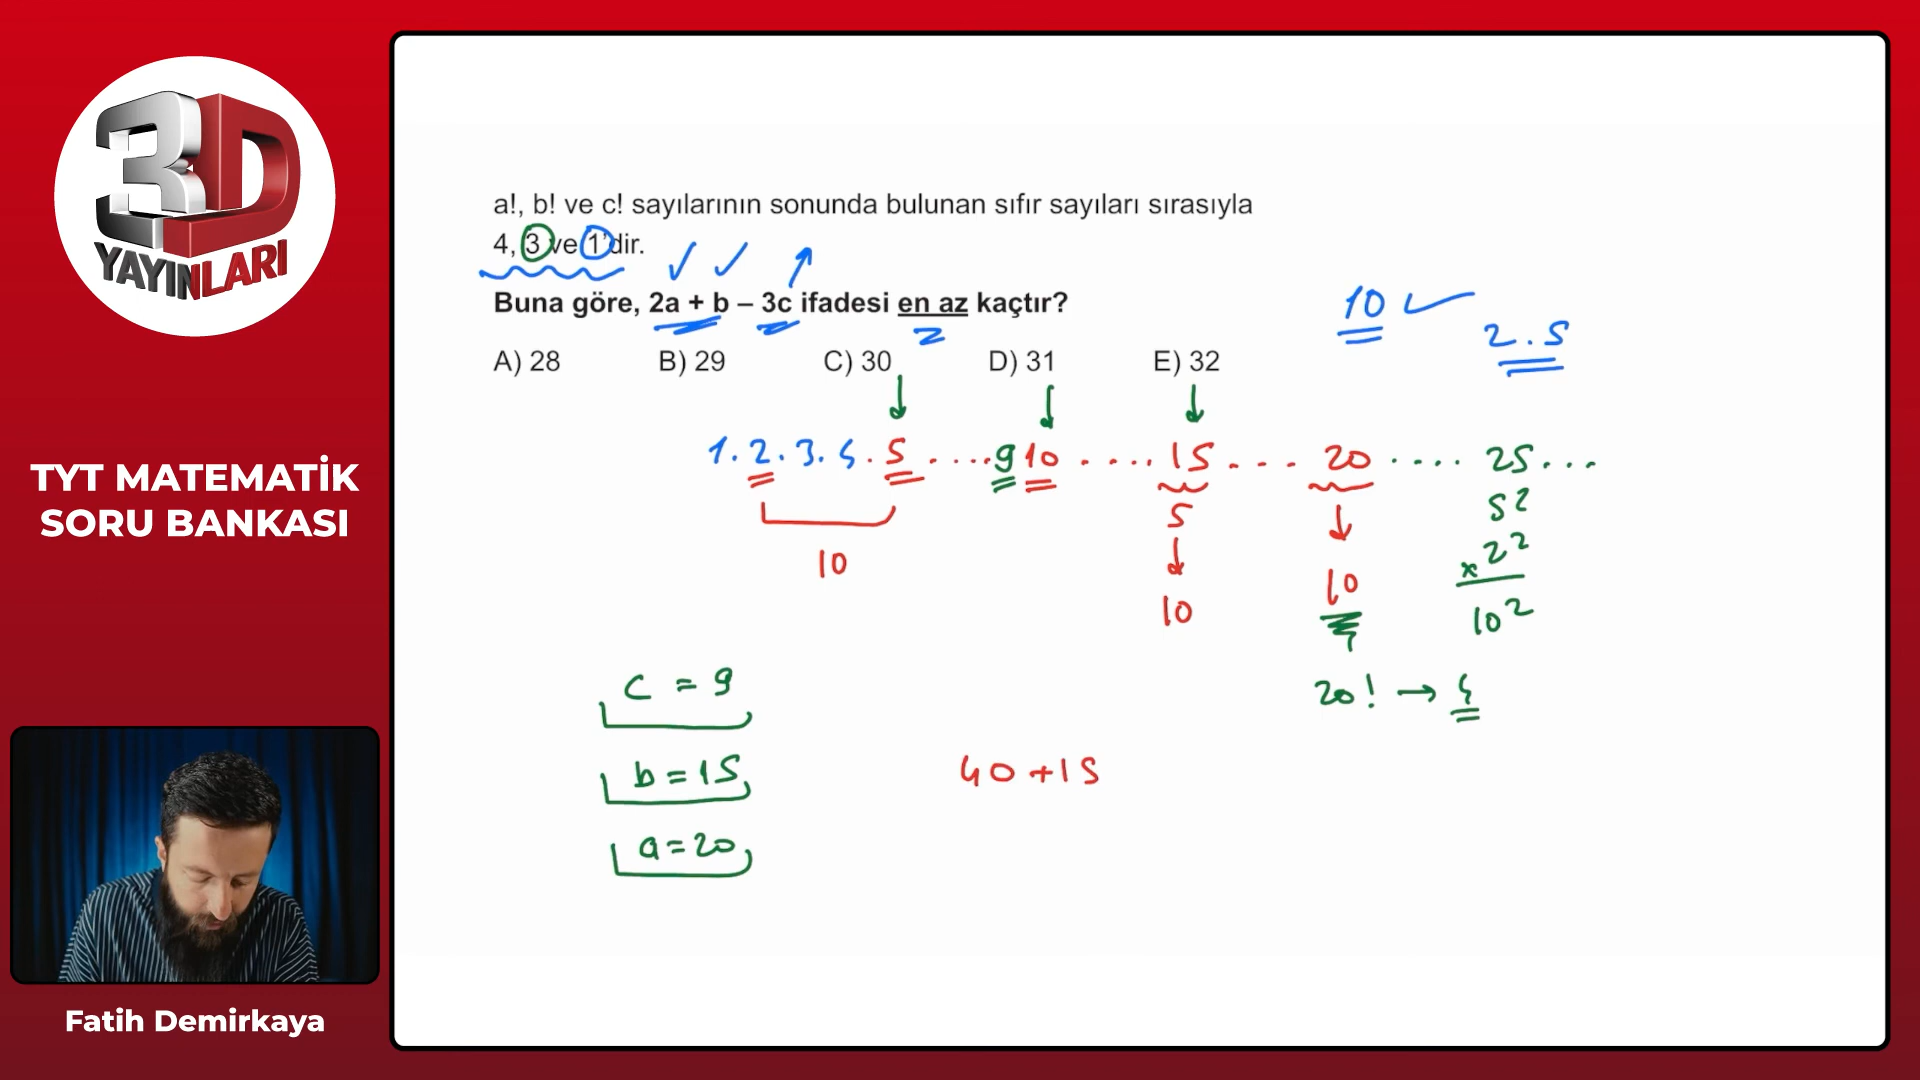 3D
YAYINLARI
TYT MATEMATİK
SORU BANKASI
Fatih Demirkaya
a!, b! ve c! sayılarının sonunda bulunan sıfır sayıları sırasıyla
4, 3 ve 1'dir.
Buna göre, 2a + b – 3c ifadesi en az kaçtır?
A) 28 B) 29 C) 30 D) 31 E) 32
10
2.5
1.2.3.4.5.....9 10.....15....20.....25...
10
5
10
10
5²
x2²
10²
20! → 4
c = 9
b = 15
a = 20
40 + 15